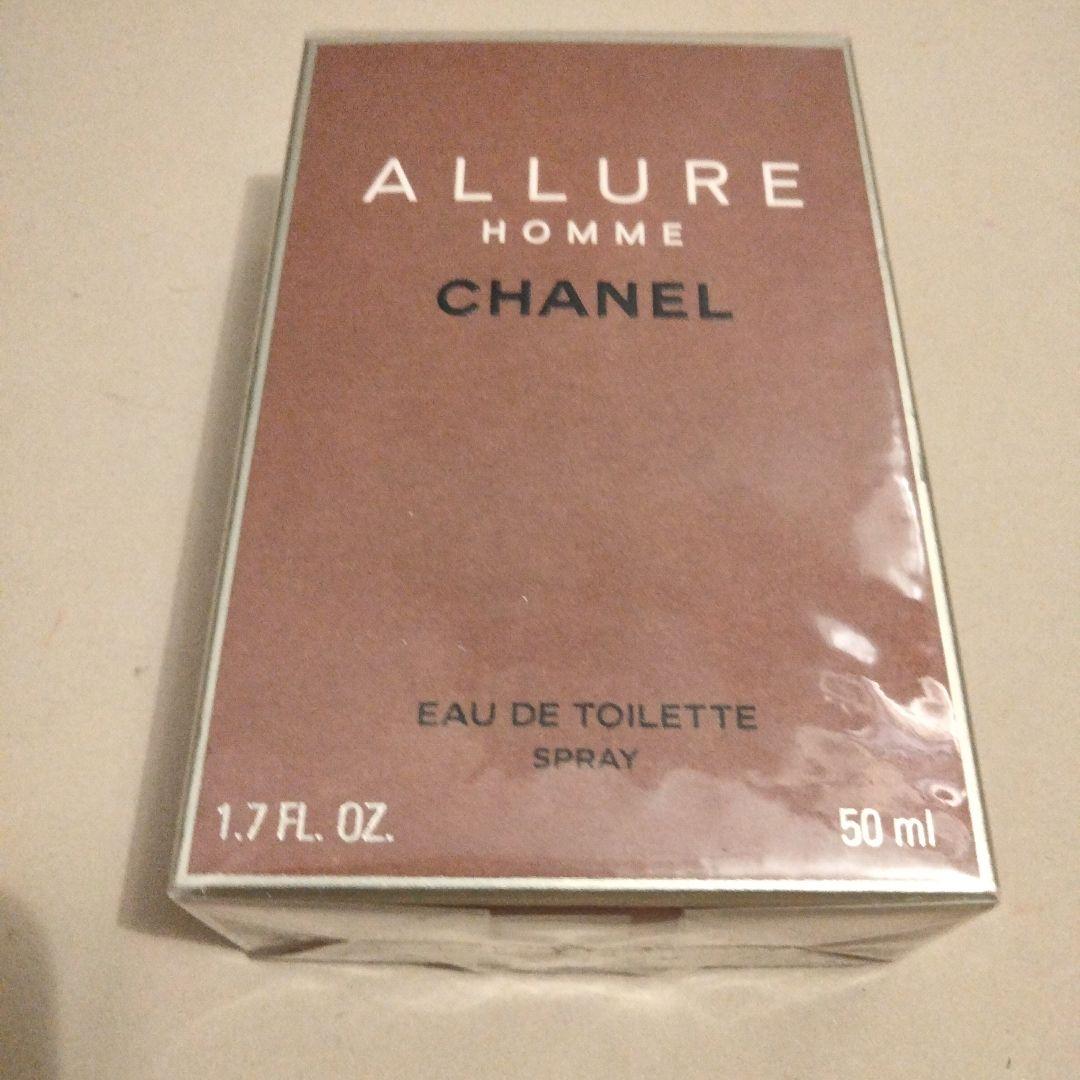 ALLURE
HOMME
CHANEL
EAU DE TOILETTE
SPRAY
1.7 FL. OZ.
50 ml